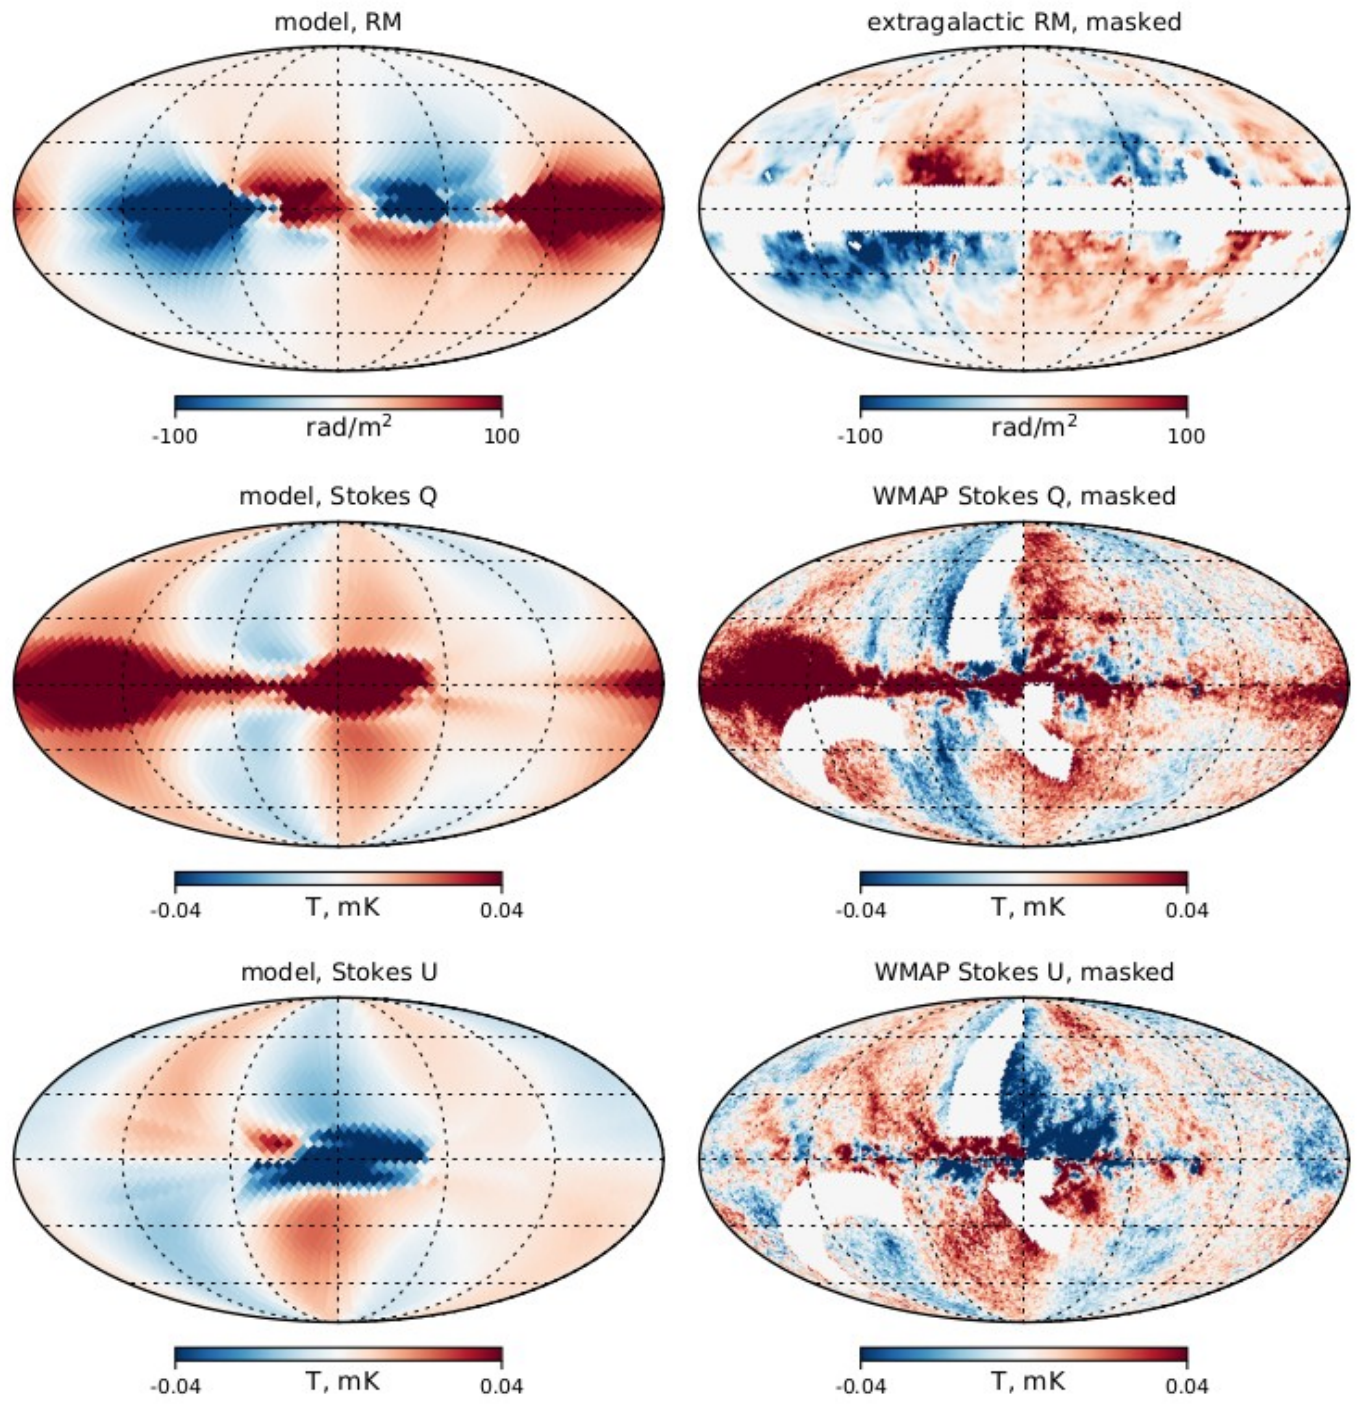 model, RM
extragalactic RM, masked
-100 rad/m² 100
-100 rad/m² 100
model, Stokes Q
WMAP Stokes Q, masked
-0.04 T, mK 0.04
-0.04 T, mK 0.04
model, Stokes U
WMAP Stokes U, masked
-0.04 T, mK 0.04
-0.04 T, mK 0.04